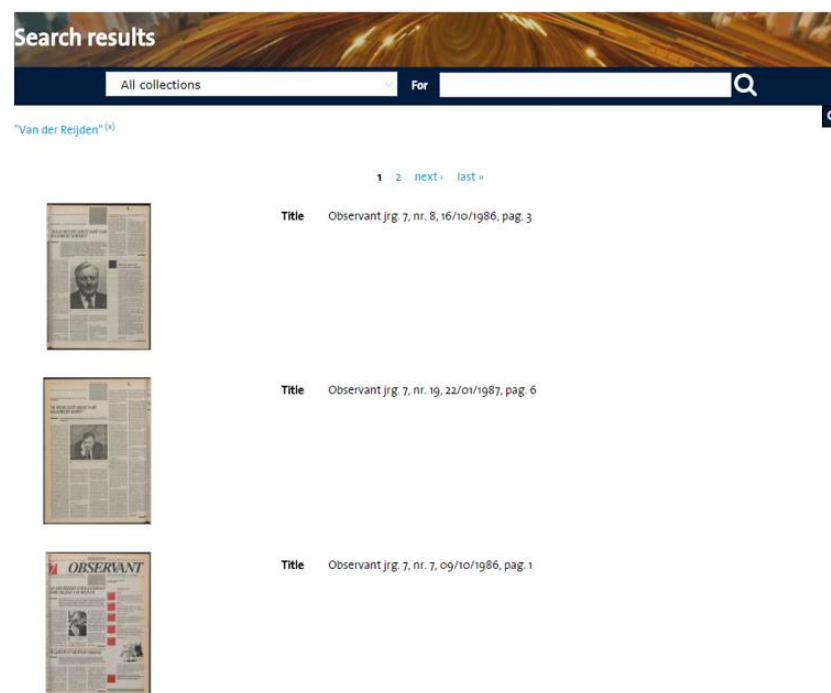 Search results
All collections
For
"Van der Reijden" (x)
1 2 next › last »
Title Observant jrg. 7, nr. 8, 16/10/1986, pag. 3
Title Observant jrg. 7, nr. 19, 22/01/1987, pag. 6
OBSERVANT
Title Observant jrg. 7, nr. 7, 09/10/1986, pag. 1